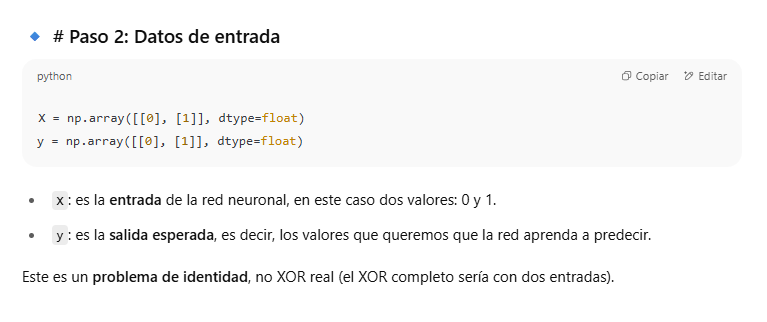 # Paso 2: Datos de entrada
python
Copiar
Editar
X = np.array([[0], [1]], dtype=float)
y = np.array([[0], [1]], dtype=float)
X: es la entrada de la red neuronal, en este caso dos valores: 0 y 1.
y: es la salida esperada, es decir, los valores que queremos que la red aprenda a predecir.
Este es un problema de identidad, no XOR real (el XOR completo sería con dos entradas).